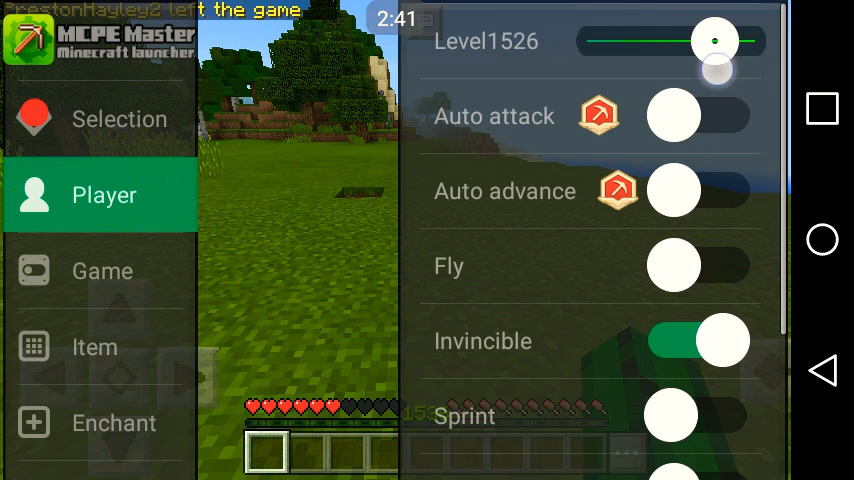 PrestonHayley2 left the game
2:41
MCPE Master
Minecraft launcher
Selection
Player
Game
Item
Enchant
Level1526
Auto attack
Auto advance
Fly
Invincible
Sprint